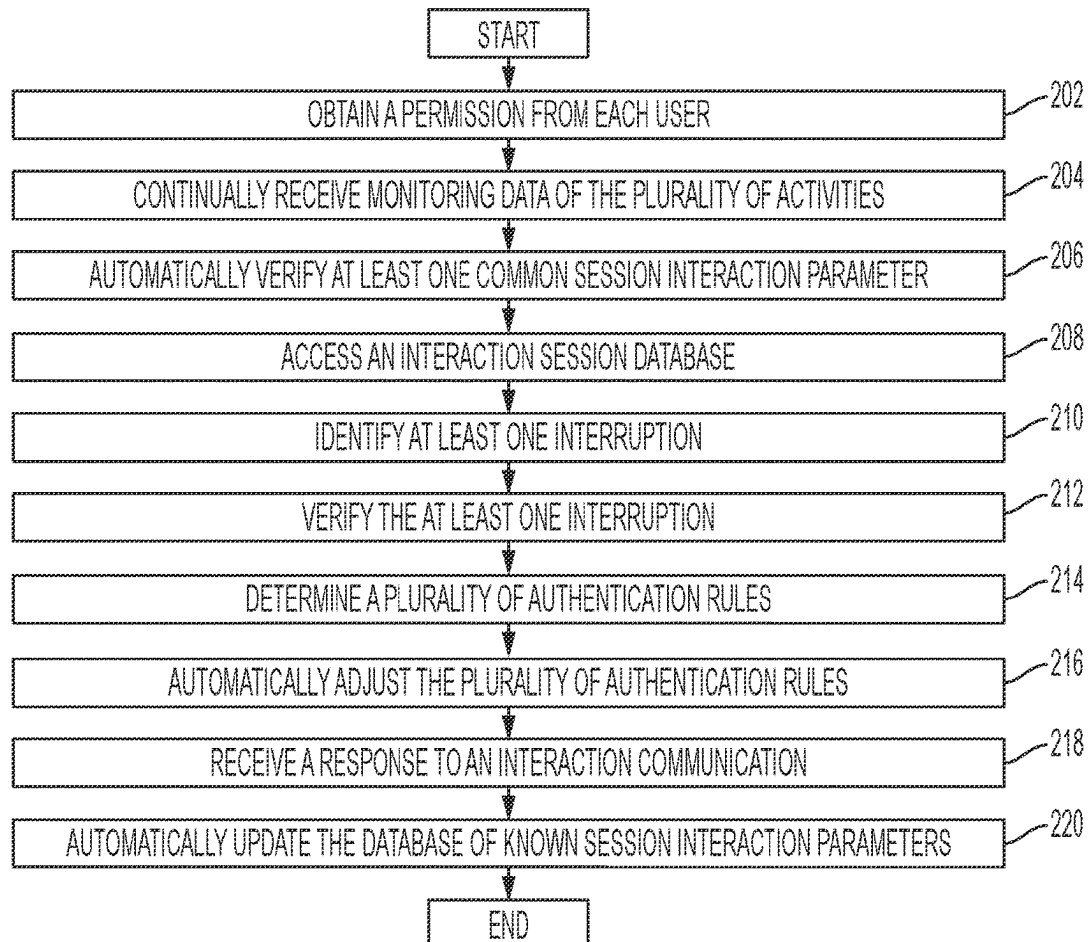 START
OBTAIN A PERMISSION FROM EACH USER
202
CONTINUALLY RECEIVE MONITORING DATA OF THE PLURALITY OF ACTIVITIES
204
AUTOMATICALLY VERIFY AT LEAST ONE COMMON SESSION INTERACTION PARAMETER
206
ACCESS AN INTERACTION SESSION DATABASE
208
IDENTIFY AT LEAST ONE INTERRUPTION
210
VERIFY THE AT LEAST ONE INTERRUPTION
212
DETERMINE A PLURALITY OF AUTHENTICATION RULES
214
AUTOMATICALLY ADJUST THE PLURALITY OF AUTHENTICATION RULES
216
RECEIVE A RESPONSE TO AN INTERACTION COMMUNICATION
218
AUTOMATICALLY UPDATE THE DATABASE OF KNOWN SESSION INTERACTION PARAMETERS
220
END